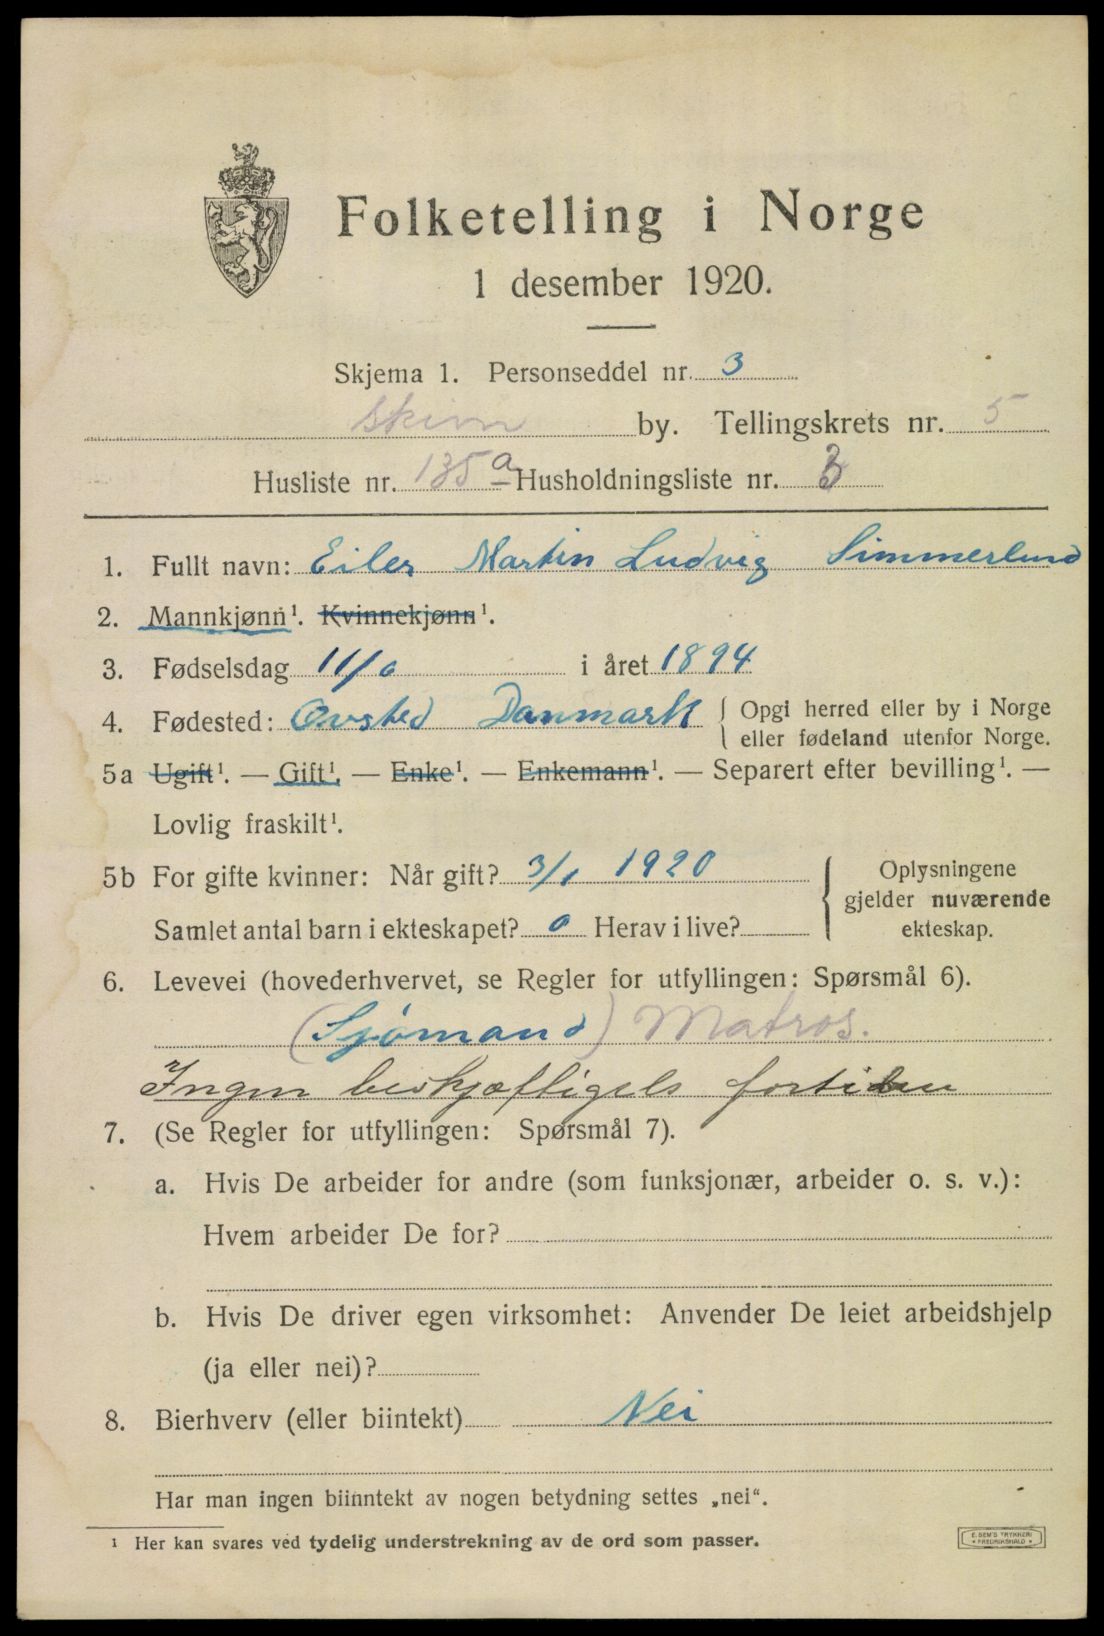 Folketelling i Norge
1 desember 1920.
Skjema 1. Personseddel nr. 3
Skien by. Tellingskrets nr. 5
Husliste nr. 135 a Husholdningsliste nr. 3
1. Fullt navn: Eiler Martin Ludvig Simmerlund
2. Mannkjønn¹. Kvinnekjønn¹.
3. Fødselsdag 11/6 i året 1894
4. Fødested: Ørsted Danmark { Opgi herred eller by i Norge
eller fødeland utenfor Norge.
5a Ugift¹. — Gift¹. — Enke¹. — Enkemann¹. — Separert efter bevilling¹. —
Lovlig fraskilt¹.
5b For gifte kvinner: Når gift? 3/1 1920
Samlet antal barn i ekteskapet? 0 Herav i live?
Oplysningene
gjelder nuværende
ekteskap.
6. Levevei (hovederhvervet, se Regler for utfyllingen: Spørsmål 6).
(Sjömand) Matros.
Ingen beskjæftigels fortiden
7. (Se Regler for utfyllingen: Spørsmål 7).
a. Hvis De arbeider for andre (som funksjonær, arbeider o. s. v.):
Hvem arbeider De for?
b. Hvis De driver egen virksomhet: Anvender De leiet arbeidshjelp
(ja eller nei)?
8. Bierhverv (eller biintekt) Nei
Har man ingen biinntekt av nogen betydning settes „nei“.
¹ Her kan svares ved tydelig understrekning av de ord som passer.
E. SEM'S TRYKKERI
• FREDRIKSHALD •